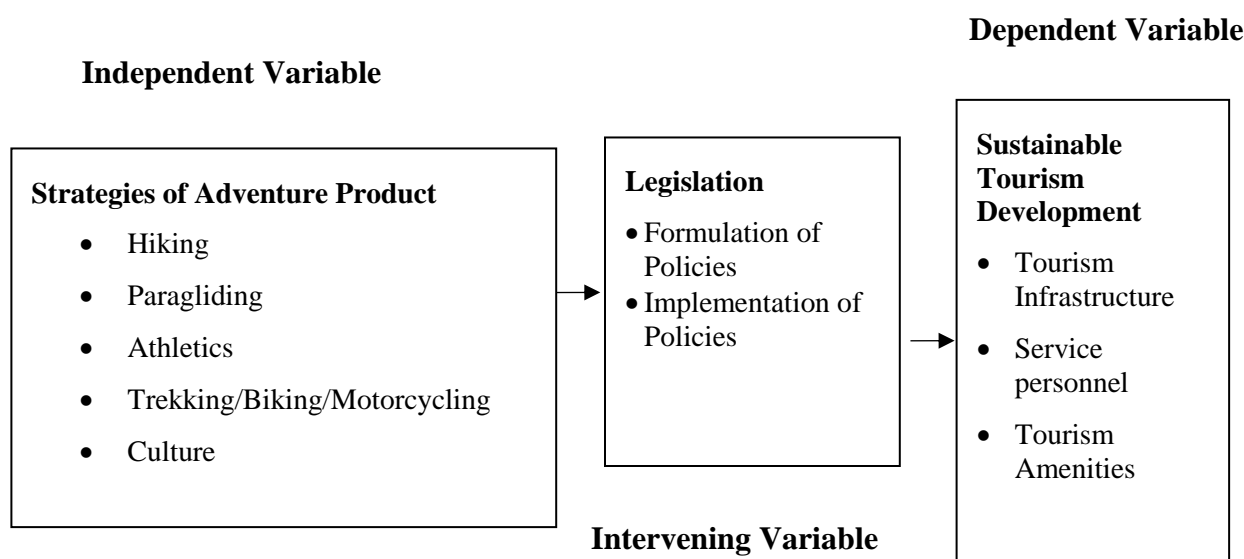 Dependent Variable
Independent Variable
Strategies of Adventure Product
• Hiking
• Paragliding
• Athletics
• Trekking/Biking/Motorcycling
• Culture
Legislation
• Formulation of
Policies
• Implementation of
Policies
Intervening Variable
Sustainable
Tourism
Development
• Tourism
Infrastructure
• Service
personnel
• Tourism
Amenities